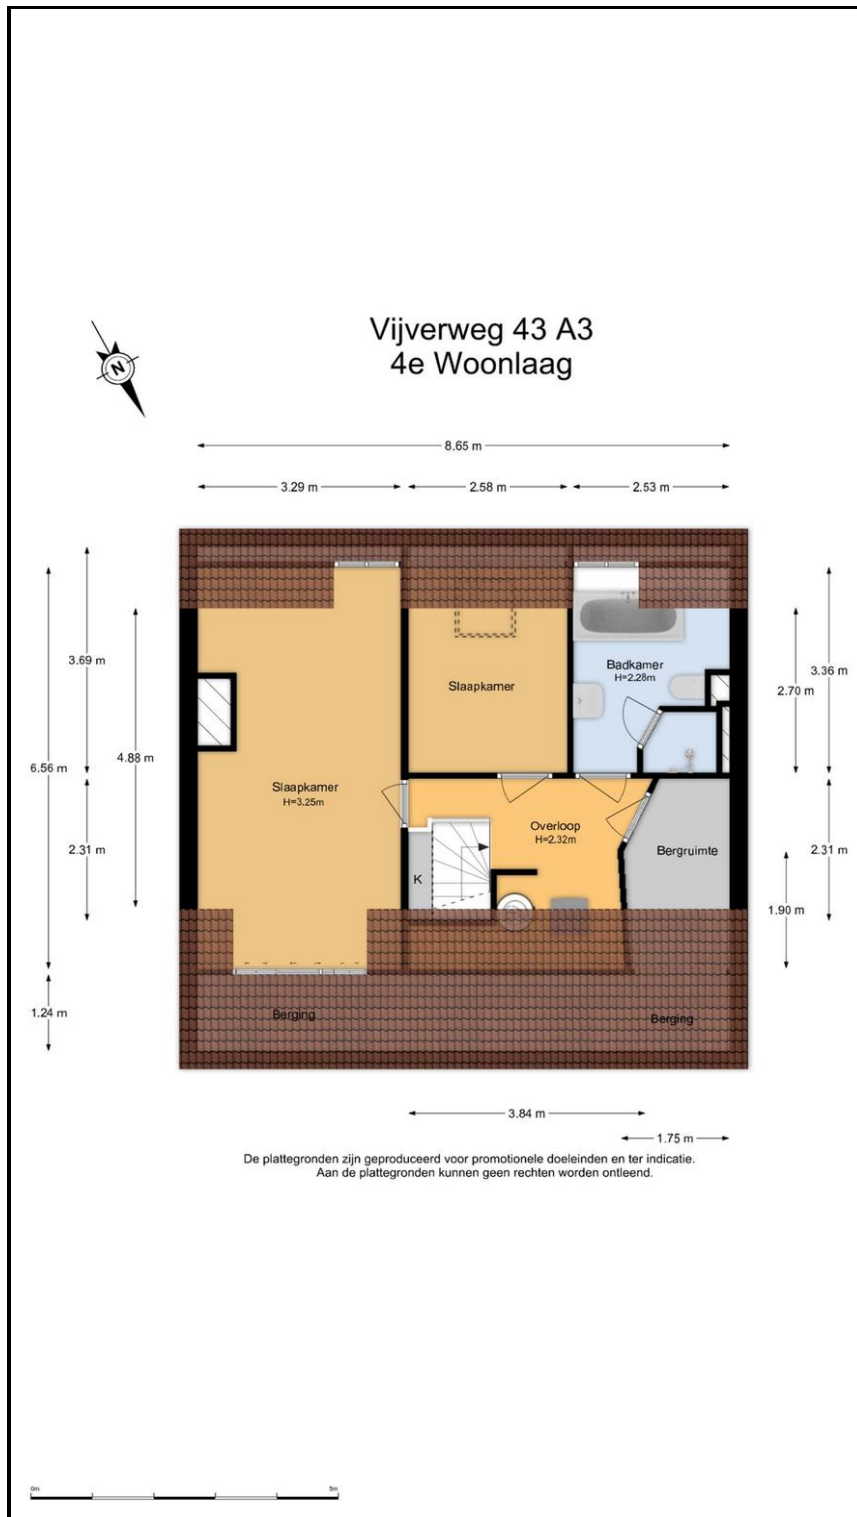 Vijverweg 43 A3
4e Woonlaag
N
8.65 m
3.29 m
2.58 m
2.53 m
3.69 m
6.56 m
4.88 m
2.31 m
1.24 m
3.36 m
2.70 m
2.31 m
1.90 m
Badkamer
H=2.28m
Slaapkamer
Slaapkamer
H=3.25m
Overloop
H=2.32m
Bergruimte
K
Berging
Berging
3.84 m
1.75 m
De plattegronden zijn geproduceerd voor promotionele doeleinden en ter indicatie.
Aan de plattegronden kunnen geen rechten worden ontleend.
0m
5m